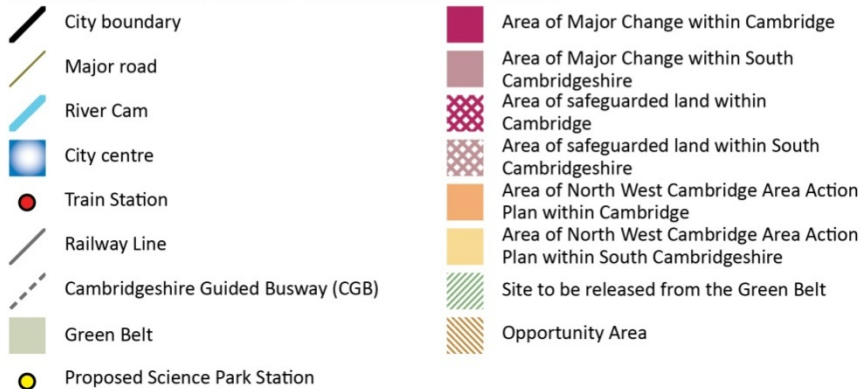 City boundary
Major road
River Cam
City centre
Train Station
Railway Line
Cambridgeshire Guided Busway (CGB)
Green Belt
Proposed Science Park Station
Area of Major Change within Cambridge
Area of Major Change within South
Cambridgeshire
Area of safeguarded land within
Cambridge
Area of safeguarded land within South
Cambridgeshire
Area of North West Cambridge Area Action
Plan within Cambridge
Area of North West Cambridge Area Action
Plan within South Cambridgeshire
Site to be released from the Green Belt
Opportunity Area